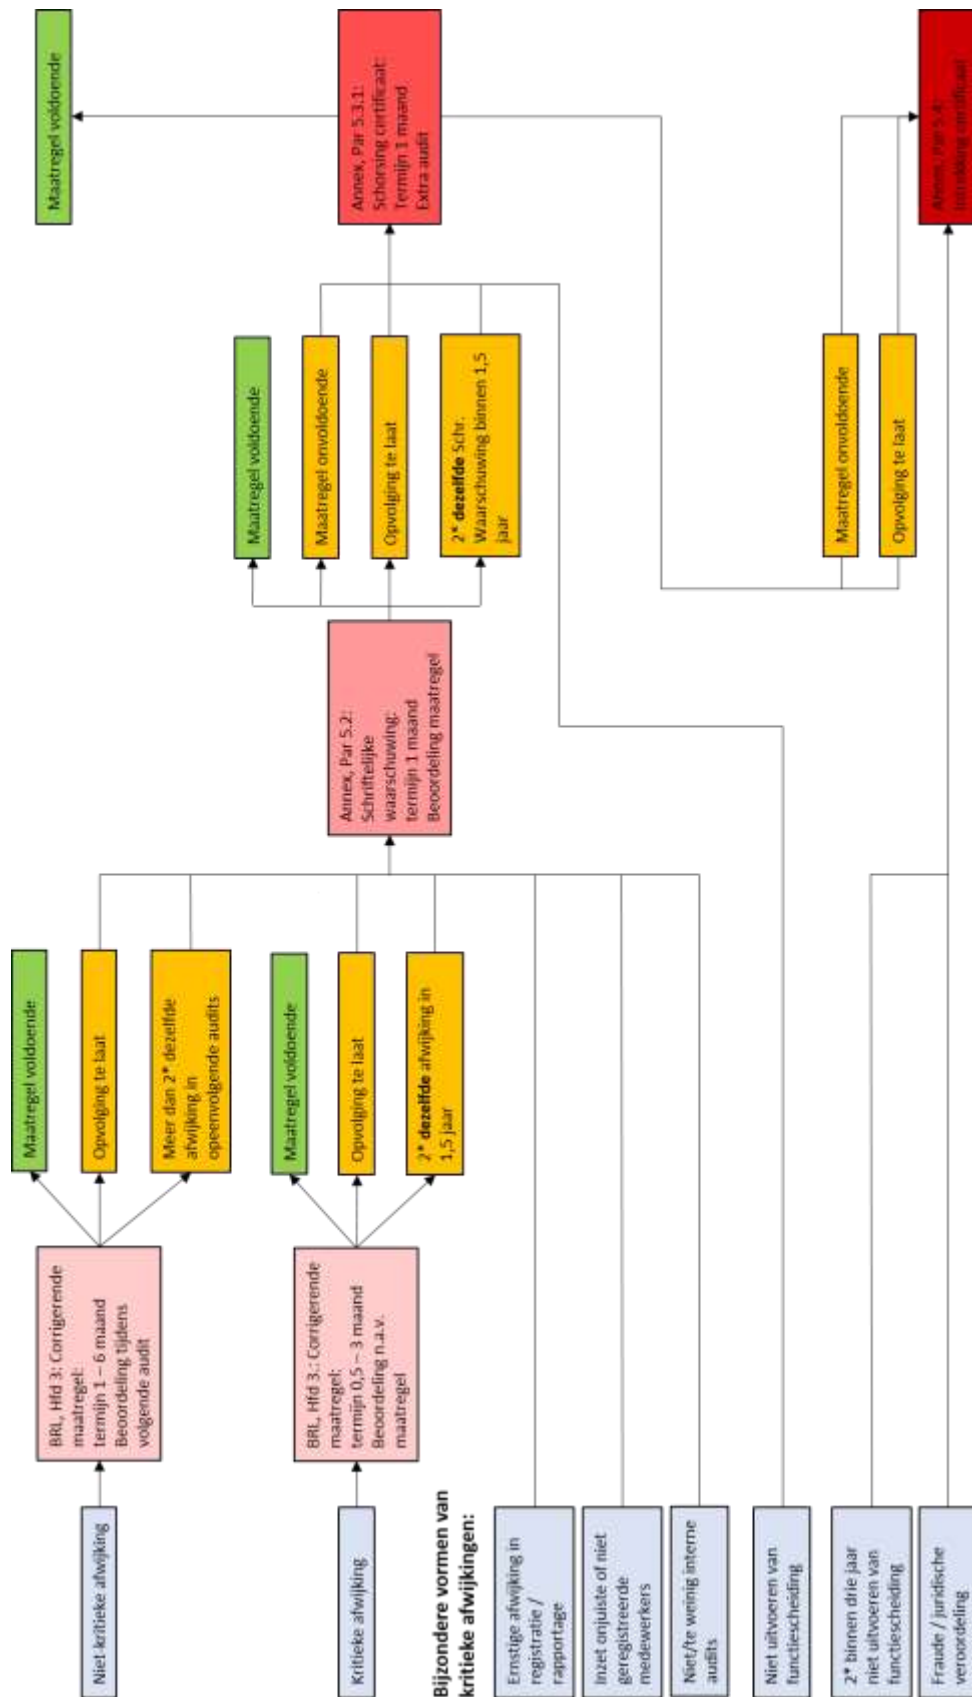 Niet-kritieke afwijking
BRL, Hfd 3: Corrigerende
maatregel:
termijn 1 – 6 maand
Beoordeling tijdens
volgende audit
Maatregel voldoende
Opvolging te laat
Meer dan 2* dezelfde
afwijking in
opeenvolgende audits
Kritieke afwijking
BRL, Hfd 3.: Corrigerende
maatregel:
termijn 0,5 – 3 maand
Beoordeling n.a.v.
maatregel
Maatregel voldoende
Opvolging te laat
2* dezelfde afwijking in
1,5 jaar
Bijzondere vormen van
kritieke afwijkingen:
Ernstige afwijking in
registratie /
rapportage
Inzet onjuiste of niet
geregistreerde
medewerkers
Niet/te weinig interne
audits
Niet uitvoeren van
functiescheiding
2* binnen drie jaar
niet uitvoeren van
functiescheiding
Fraude / juridische
veroordeling
Annex, Par 5.2:
Schriftelijke
waarschuwing:
termijn 1 maand
Beoordeling maatregel
Maatregel voldoende
Maatregel onvoldoende
Opvolging te laat
2* dezelfde Schr.
Waarschuwing binnen 1,5
jaar
Annex, Par 5.3.1:
Schorsing certificaat:
Termijn 1 maand
Extra audit
Maatregel voldoende
Maatregel onvoldoende
Opvolging te laat
Annex, Par 5.4:
Intrekking certificaat